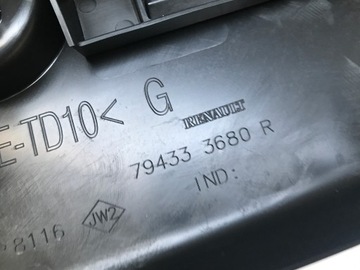 E-TD10< G
RENAULT
79433 3680 R
IND:
8116
JW2